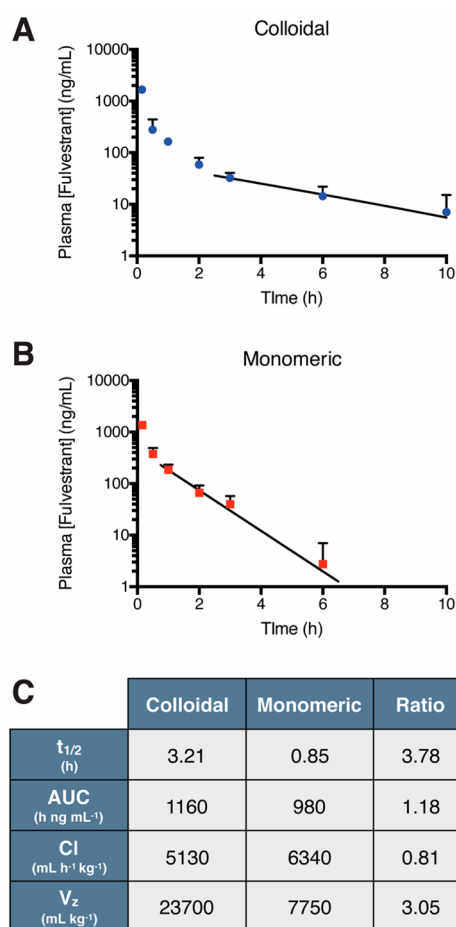 A
Colloidal
Plasma [Fulvestrant] (ng/mL)
10000
1000
100
10
1
0 2 4 6 8 10
TIme (h)
B
Monomeric
Plasma [Fulvestrant] (ng/mL)
10000
1000
100
10
1
0 2 4 6 8 10
TIme (h)
C
Colloidal Monomeric Ratio
t1/2 (h) 3.21 0.85 3.78
AUC (h ng mL-1) 1160 980 1.18
Cl (mL h-1 kg-1) 5130 6340 0.81
Vz (mL kg-1) 23700 7750 3.05